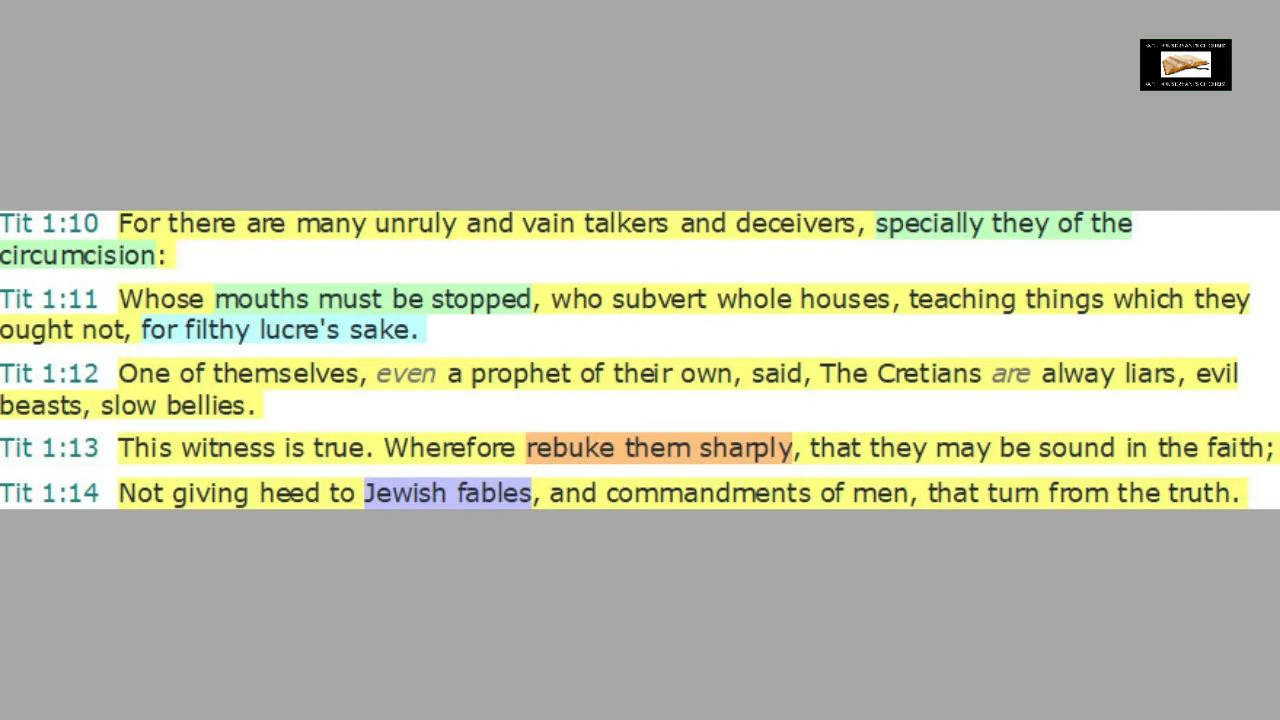 Tit 1:10 For there are many unruly and vain talkers and deceivers, specially they of the
circumcision:
Tit 1:11 Whose mouths must be stopped, who subvert whole houses, teaching things which they
ought not, for filthy lucre's sake.
Tit 1:12 One of themselves, even a prophet of their own, said, The Cretians are alway liars, evil
beasts, slow bellies.
Tit 1:13 This witness is true. Wherefore rebuke them sharply, that they may be sound in the faith;
Tit 1:14 Not giving heed to Jewish fables, and commandments of men, that turn from the truth.